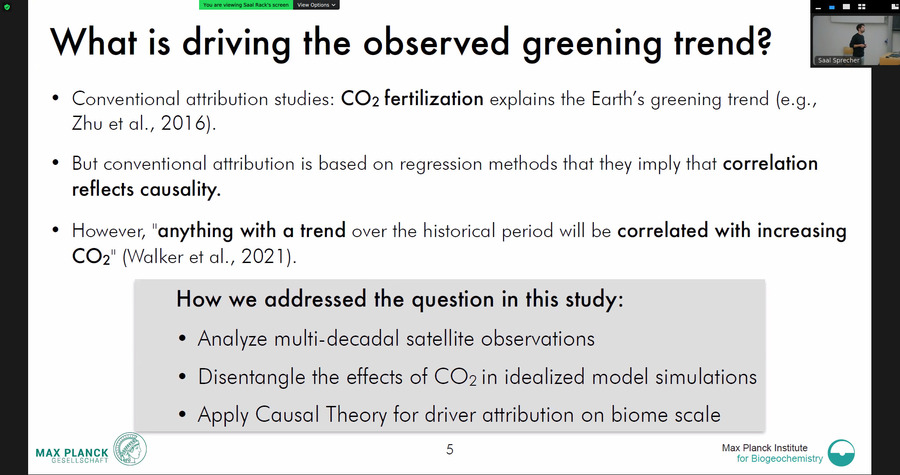 You are viewing Saal Rack's screen
View Options
What is driving the observed greening trend?
Saal Sprecher
• Conventional attribution studies: CO2 fertilization explains the Earth's greening trend (e.g.,
Zhu et al., 2016).
• But conventional attribution is based on regression methods that they imply that correlation
reflects causality.
• However, "anything with a trend over the historical period will be correlated with increasing
CO2" (Walker et al., 2021).
How we addressed the question in this study:
• Analyze multi-decadal satellite observations
• Disentangle the effects of CO2 in idealized model simulations
• Apply Causal Theory for driver attribution on biome scale
MAX PLANCK
GESELLSCHAFT
5
Max Planck Institute
for Biogeochemistry